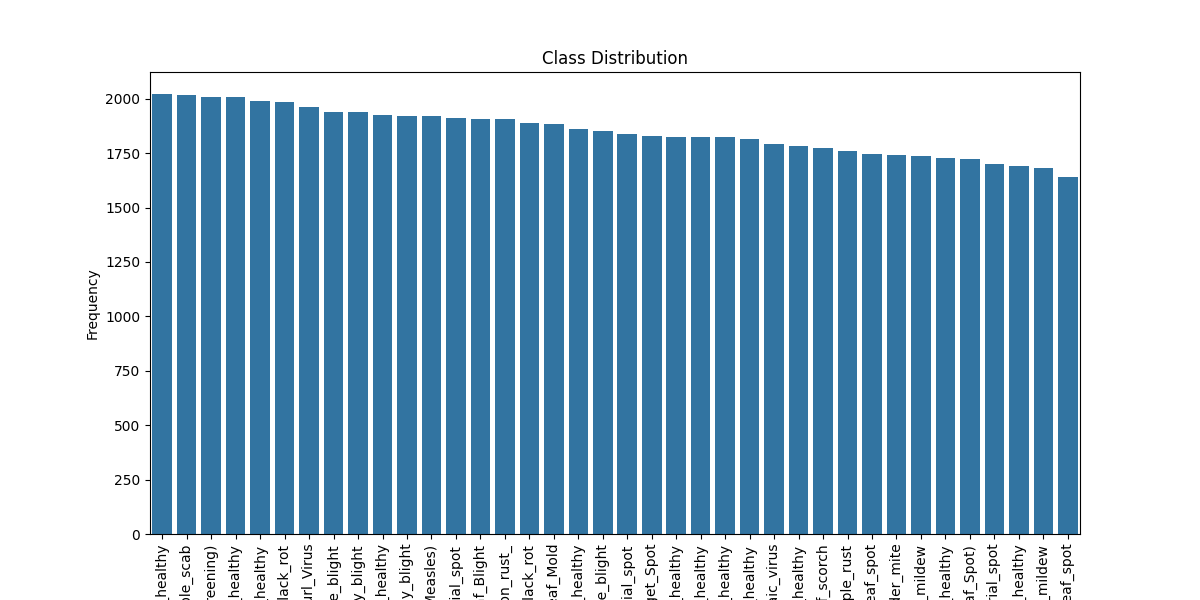 Class Distribution
Frequency
2000
1750
1500
1250
1000
750
500
250
0
_healthy
ple_scab
reening)
_healthy
_healthy
lack_rot
url_Virus
e_blight
y_blight
_healthy
y_blight
Measles)
ial_spot
f_Blight
on_rust_
lack_rot
eaf_Mold
_healthy
e_blight
ial_spot
get_Spot
_healthy
_healthy
_healthy
_healthy
aic_virus
_healthy
f_scorch
ple_rust
eaf_spot
der_mite
_mildew
_healthy
af_Spot)
rial_spot
_healthy
_mildew
eaf_spot